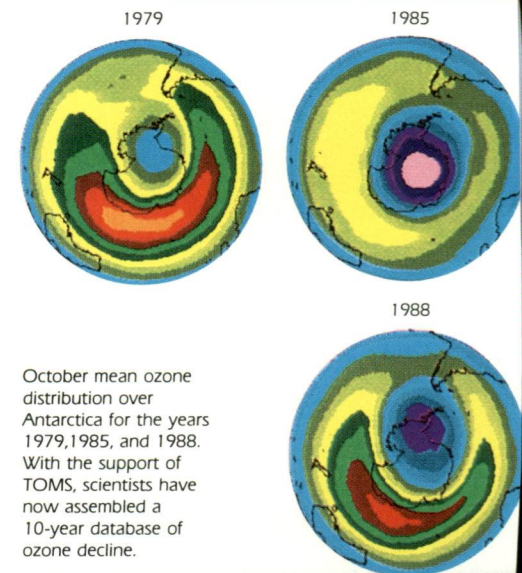 1979
1985
1988
October mean ozone
distribution over
Antarctica for the years
1979,1985, and 1988.
With the support of
TOMS, scientists have
now assembled a
10-year database of
ozone decline.